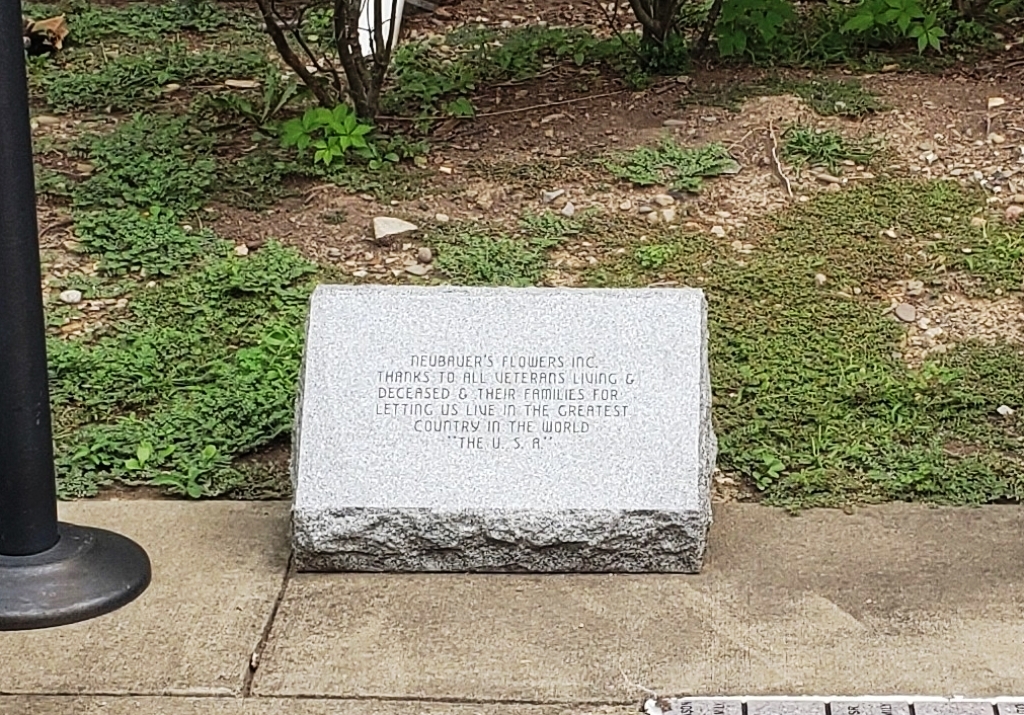 NEUBAUER'S FLOWERS INC.
THANKS TO ALL VETERANS LIVING &
DECEASED & THEIR FAMILIES FOR
LETTING US LIVE IN THE GREATEST
COUNTRY IN THE WORLD
"THE U. S. A."